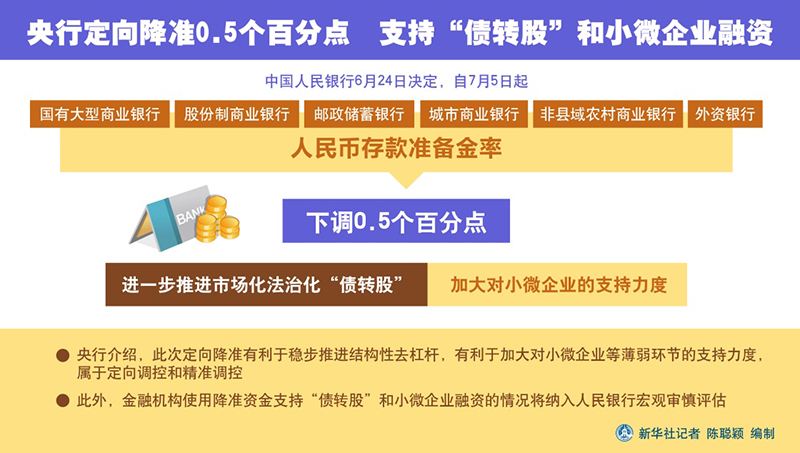 央行定向降准0.5个百分点 支持“债转股”和小微企业融资
中国人民银行6月24日决定，自7月5日起
国有大型商业银行 股份制商业银行 邮政储蓄银行 城市商业银行 非县域农村商业银行 外资银行
人民币存款准备金率
BANK
下调0.5个百分点
进一步推进市场化法治化“债转股” 加大对小微企业的支持力度
● 央行介绍，此次定向降准有利于稳步推进结构性去杠杆，有利于加大对小微企业等薄弱环节的支持力度，
属于定向调控和精准调控
● 此外，金融机构使用降准资金支持“债转股”和小微企业融资的情况将纳入人民银行宏观审慎评估
新华社记者 陈聪颖 编制